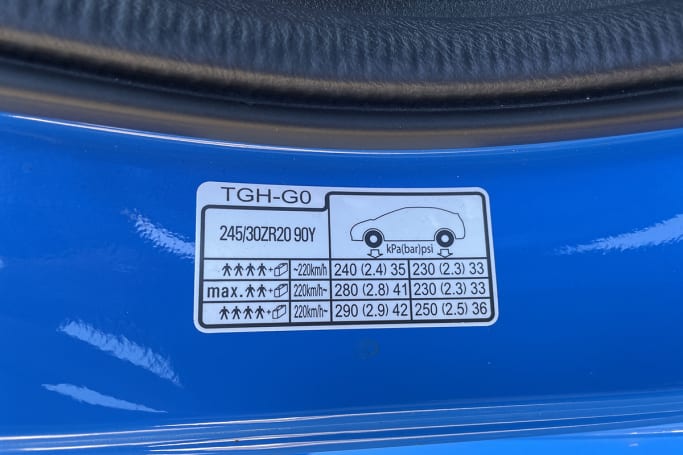 TGH-G0
245/30ZR20 90Y
kPa(bar)psi
~220km/h 240 (2.4) 35 230 (2.3) 33
max. 220km/h~ 280 (2.8) 41 230 (2.3) 33
220km/h~ 290 (2.9) 42 250 (2.5) 36